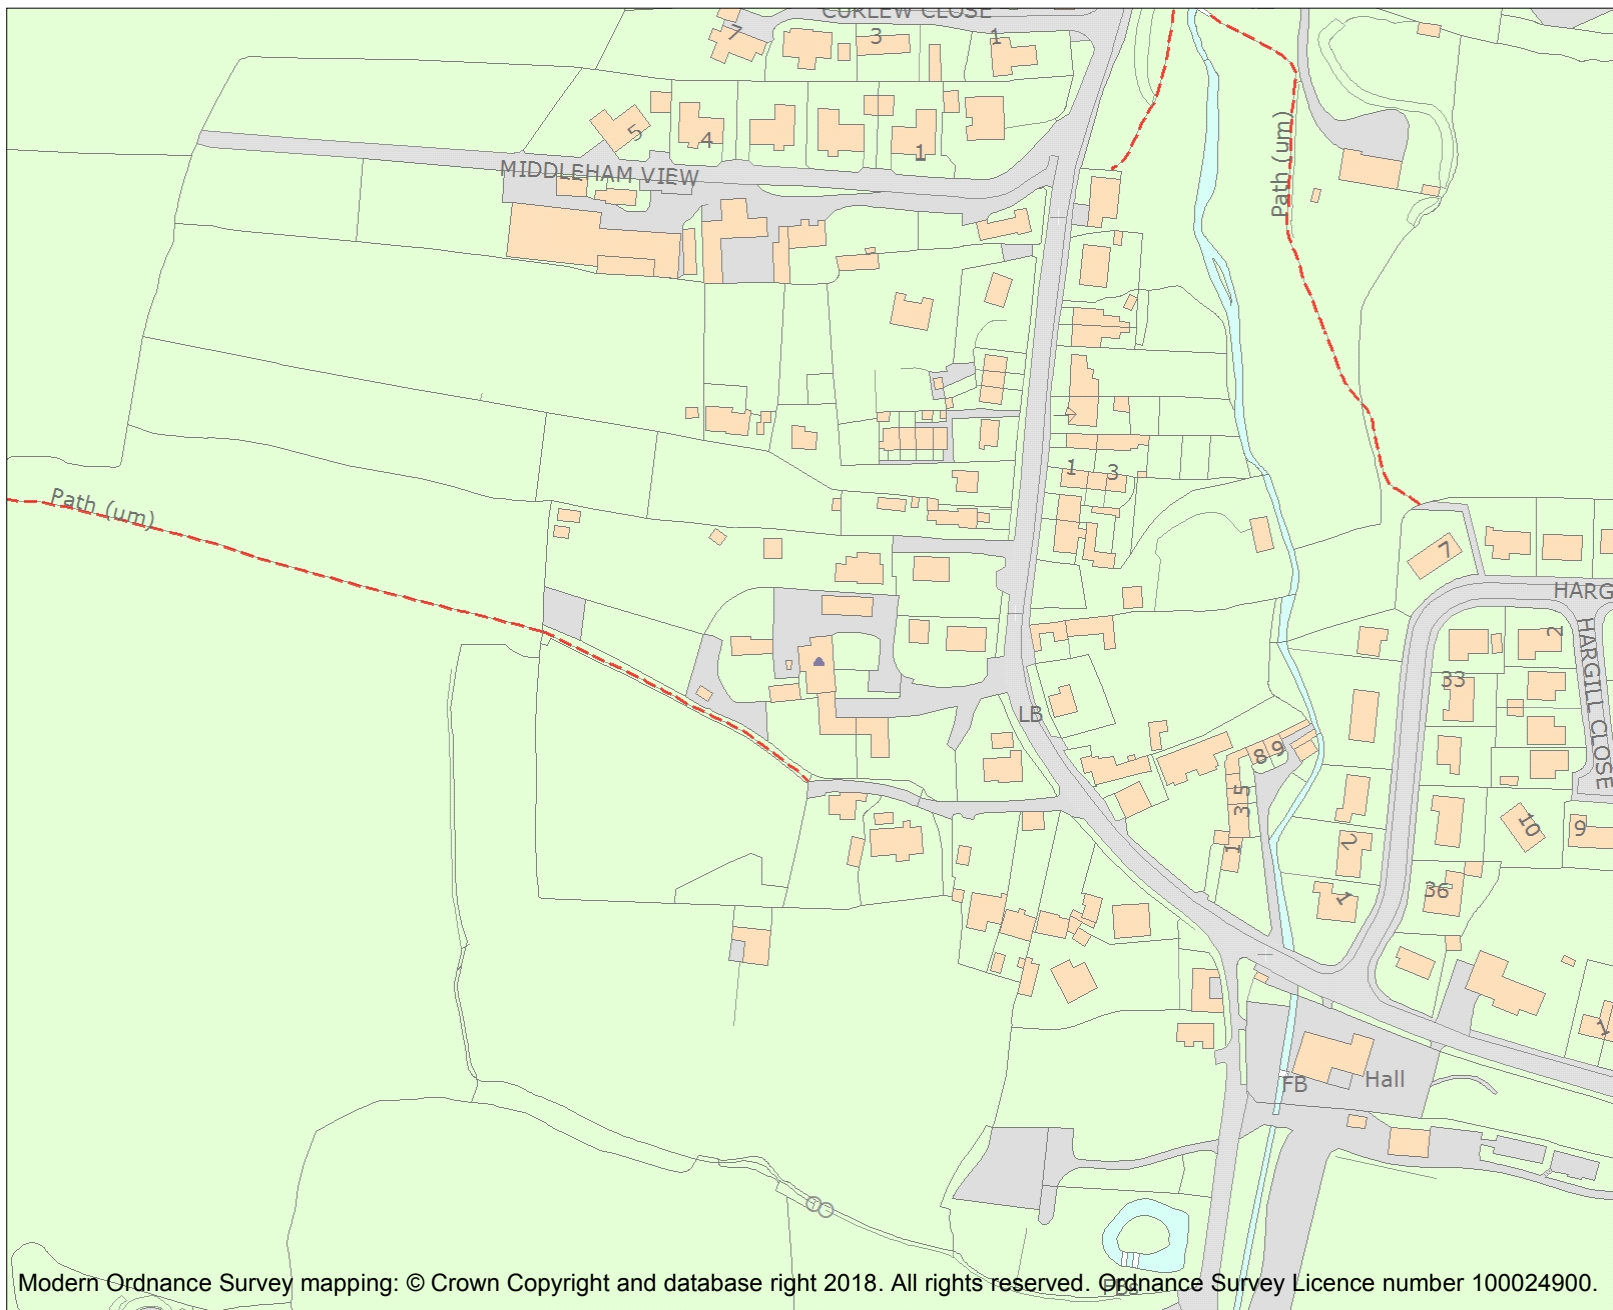 CURLEW CLOSE
7
3
1
5
4
1
MIDDLEHAM VIEW
Path (um)
Path (um)
1
3
7
HARG
2
HARGILL CLOSE
33
LB
8
9
5
3
1
2
1
10
9
36
1
FB
Hall
FBs
Modern Ordnance Survey mapping: © Crown Copyright and database right 2018. All rights reserved. Ordnance Survey Licence number 100024900.